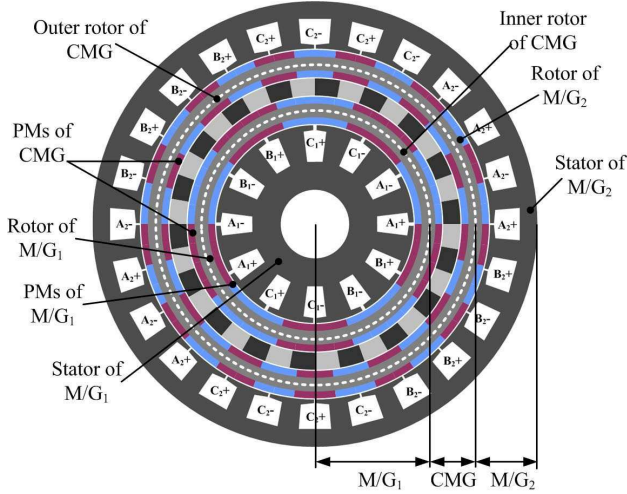 Outer rotor of
CMG
PMs of
CMG
Rotor of
M/G₁
PMs of
M/G₁
Stator of
M/G₁
Inner rotor
of CMG
Rotor of
M/G₂
Stator of
M/G₂
C₂-
C₂+
C₂-
A₂-
A₂+
A₂-
A₂+
B₂+
B₂-
B₂+
B₂-
C₂-
C₂+
C₂-
C₂+
A₂+
A₂-
A₂+
A₂-
B₂-
B₂+
B₂-
B₂+
C₂+
C₁+
C₁-
A₁-
A₁+
B₁+
B₁-
C₁-
C₁+
A₁+
A₁-
B₁-
B₁+
M/G₁
CMG
M/G₂